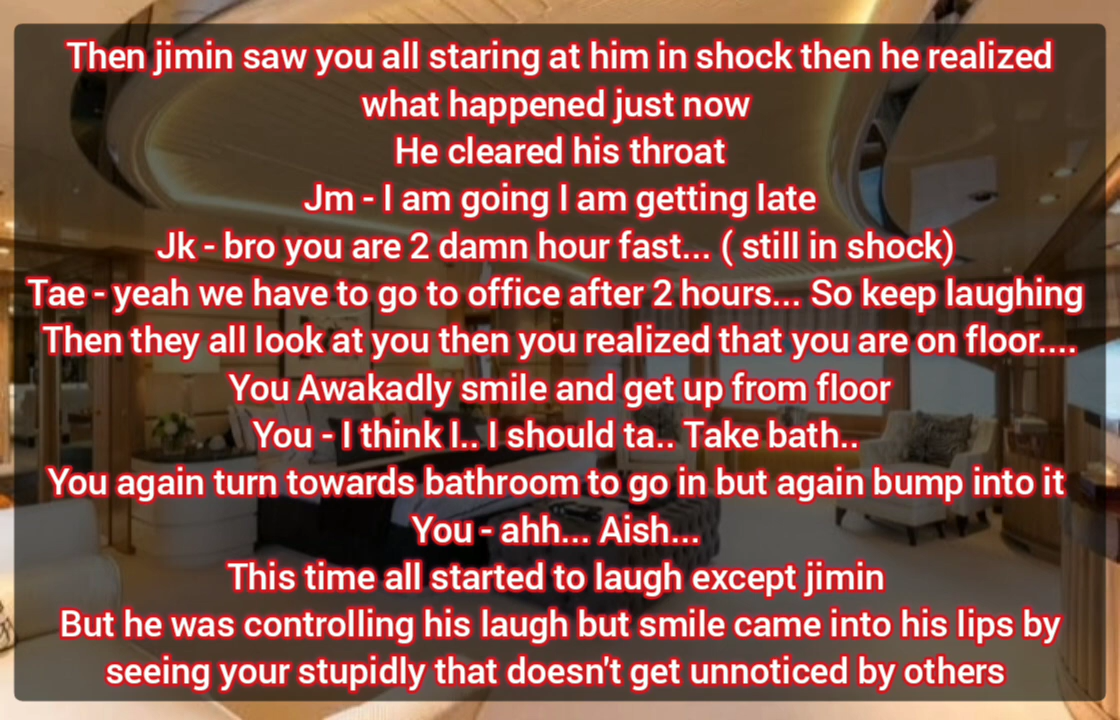 Then jimin saw you all staring at him in shock then he realized
what happened just now
He cleared his throat
Jm - I am going I am getting late
Jk - bro you are 2 damn hour fast... ( still in shock)
Tae - yeah we have to go to office after 2 hours... So keep laughing
Then they all look at you then you realized that you are on floor....
You Awakadly smile and get up from floor
You - I think I.. I should ta.. Take bath..
You again turn towards bathroom to go in but again bump into it
You - ahh... Aish...
This time all started to laugh except jimin
But he was controlling his laugh but smile came into his lips by
seeing your stupidly that doesn't get unnoticed by others